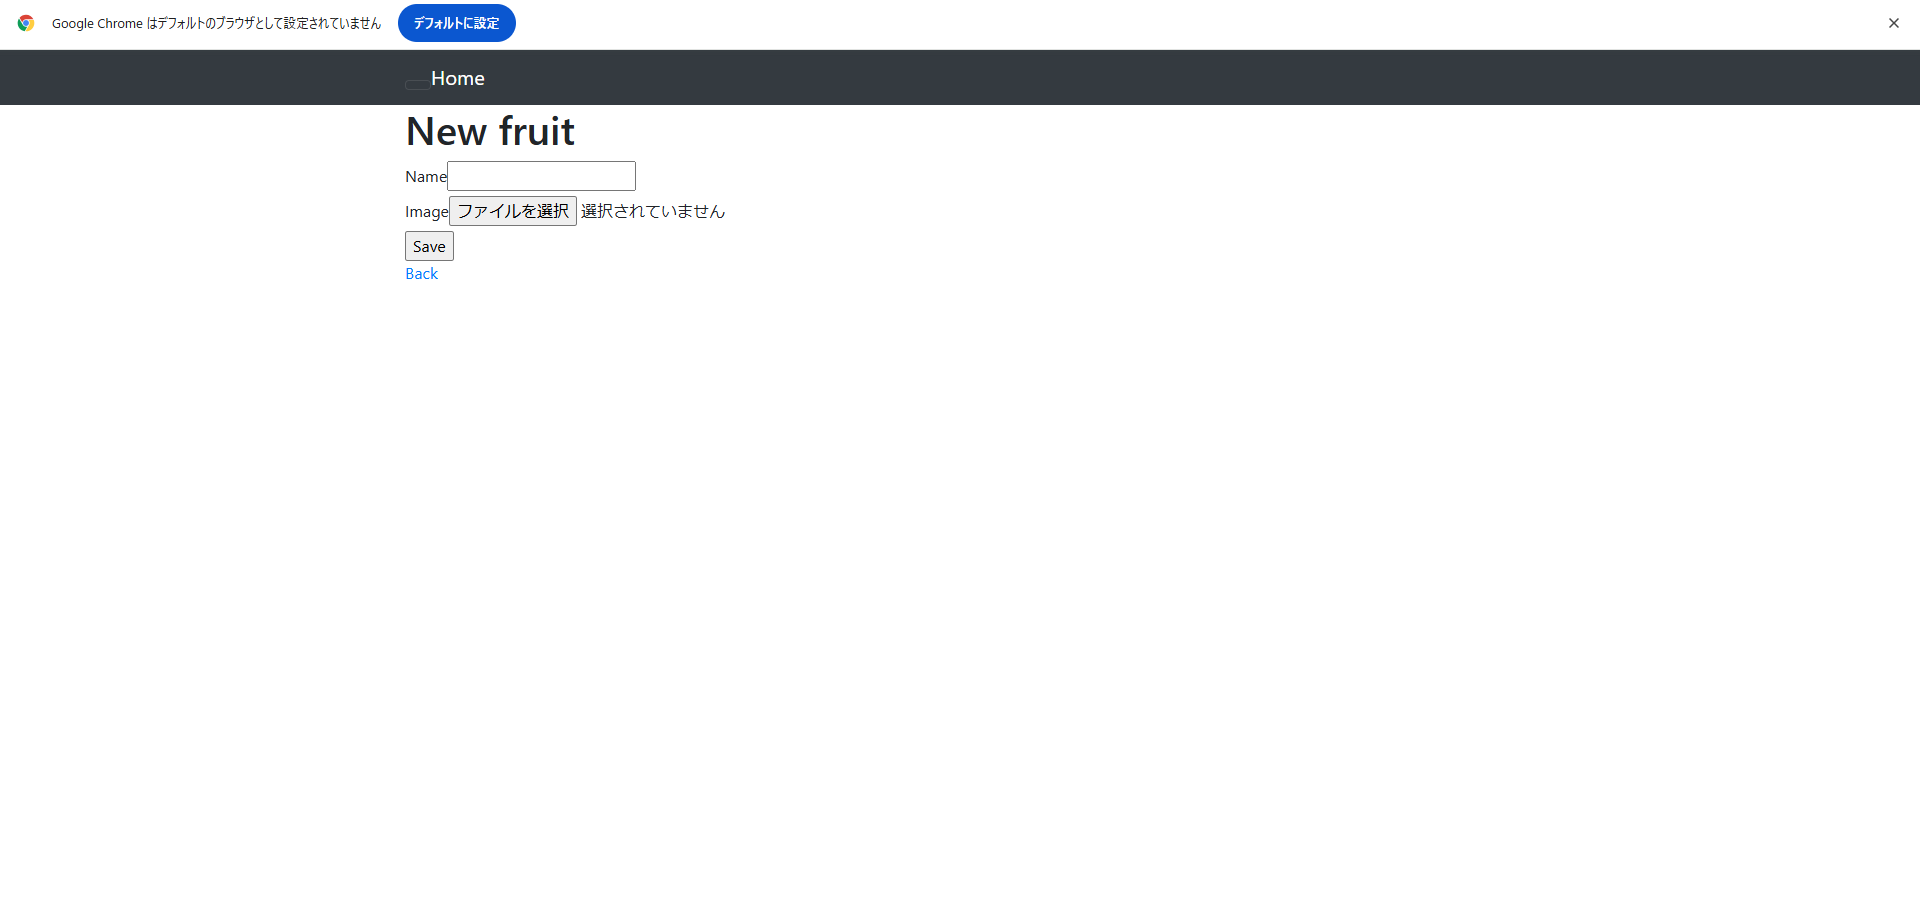 Google Chrome はデフォルトのブラウザとして設定されていません デフォルトに設定
Home
New fruit
Name
Image ファイルを選択 選択されていません
Save
Back